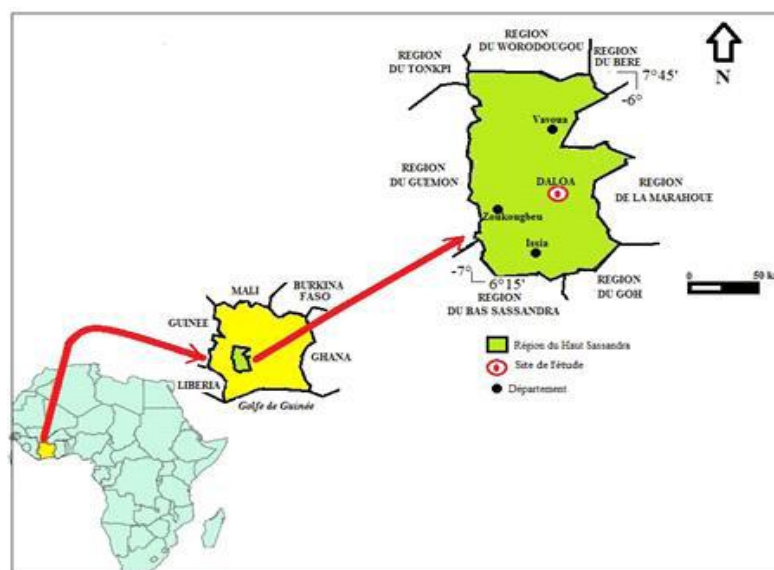 REGION
DU WORODOUGOU
REGION
DU TONKPI
REGION
DU BERE
7°45'
-6°
N
Vavoua
REGION
DU GUEMON
DALOA
REGION
DE LA MARAHOUE
Zoukougbeu
Issia
-7°
6°15'
REGION
DU BAS SASSANDRA
REGION
DU GOH
0
50 k
MALI
BURKINA
FASO
GUINEE
GHANA
LIBERIA
Golfe de Guinée
Région du Haut Sassandra
Site de l'étude
Département